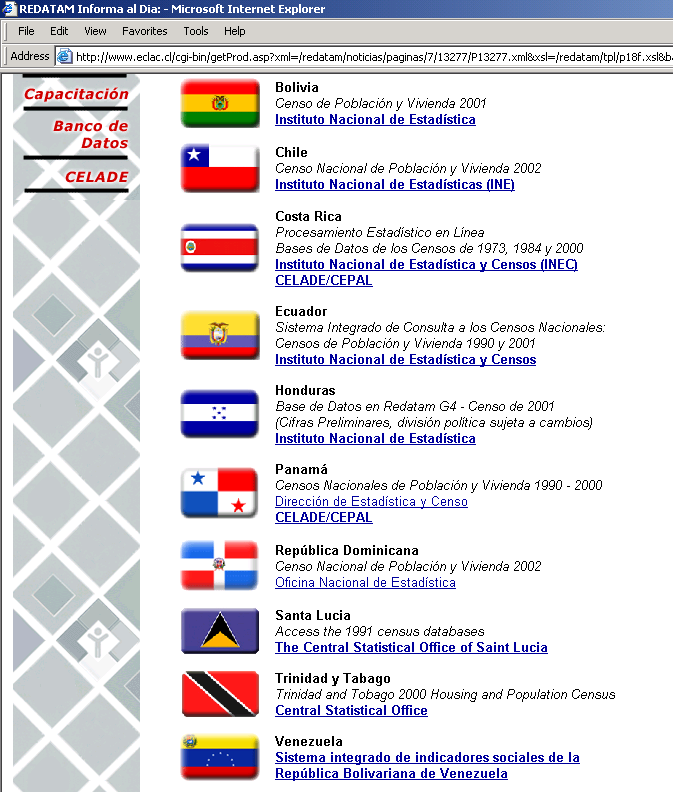 REDATAM Informa al Dia: - Microsoft Internet Explorer
File Edit View Favorites Tools Help
Address http://www.eclac.cl/cgi-bin/getProd.asp?xml=/redatam/noticias/paginas/7/13277/P13277.xml&xsl=/redatam/tpl/p18f.xsl&b
Capacitación
Banco de
Datos
CELADE
Bolivia
Censo de Población y Vivienda 2001
Instituto Nacional de Estadística
Chile
Censo Nacional de Población y Vivienda 2002
Instituto Nacional de Estadísticas (INE)
Costa Rica
Procesamiento Estadístico en Línea
Bases de Datos de los Censos de 1973, 1984 y 2000
Instituto Nacional de Estadística y Censos (INEC)
CELADE/CEPAL
Ecuador
Sistema Integrado de Consulta a los Censos Nacionales:
Censos de Población y Vivienda 1990 y 2001
Instituto Nacional de Estadística y Censos
Honduras
Base de Datos en Redatam G4 - Censo de 2001
(Cifras Preliminares, división política sujeta a cambios)
Instituto Nacional de Estadística
Panamá
Censos Nacionales de Población y Vivienda 1990 - 2000
Dirección de Estadística y Censo
CELADE/CEPAL
República Dominicana
Censo Nacional de Población y Vivienda 2002
Oficina Nacional de Estadística
Santa Lucia
Access the 1991 census databases
The Central Statistical Office of Saint Lucia
Trinidad y Tabago
Trinidad and Tobago 2000 Housing and Population Census
Central Statistical Office
Venezuela
Sistema integrado de indicadores sociales de la
República Bolivariana de Venezuela